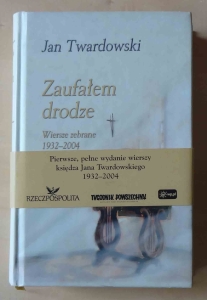 Jan Twardowski
Zaufałem
drodze
Wiersze zebrane
1932–2004
Pierwsze, pełne wydanie wierszy
księdza Jana Twardowskiego
1932–2004
RZECZPOSPOLITA
TYGODNIK POWSZECHNY